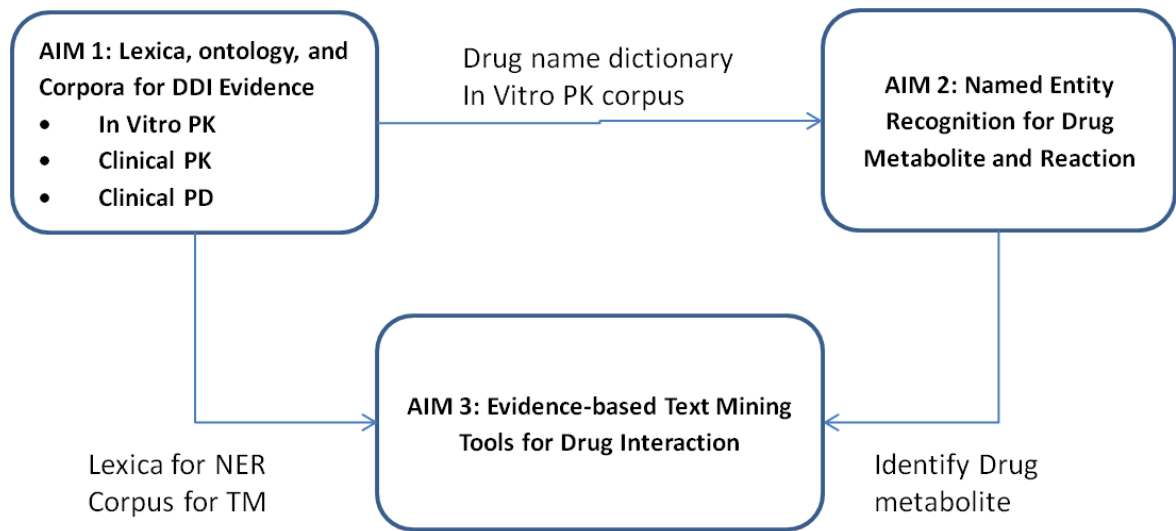 AIM 1: Lexica, ontology, and
Corpora for DDI Evidence
• In Vitro PK
• Clinical PK
• Clinical PD
Drug name dictionary
In Vitro PK corpus
AIM 2: Named Entity
Recognition for Drug
Metabolite and Reaction
AIM 3: Evidence-based Text Mining
Tools for Drug Interaction
Lexica for NER
Corpus for TM
Identify Drug
metabolite